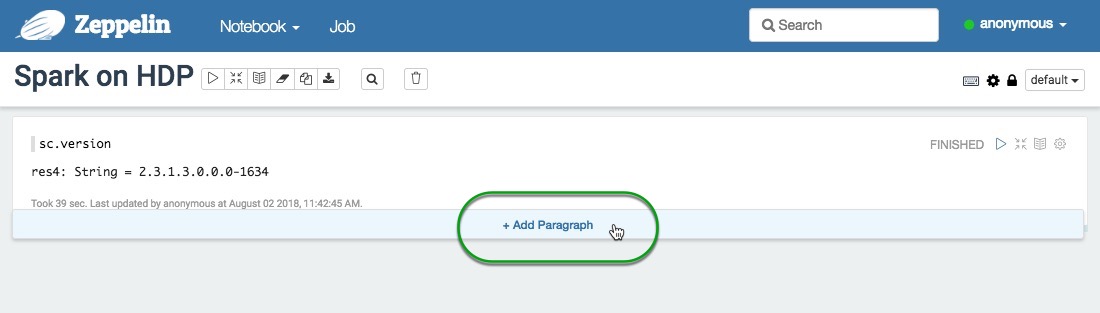 Zeppelin Notebook Job Search anonymous
Spark on HDP default
sc.version FINISHED
res4: String = 2.3.1.3.0.0.0-1634
Took 39 sec. Last updated by anonymous at August 02 2018, 11:42:45 AM.
+ Add Paragraph